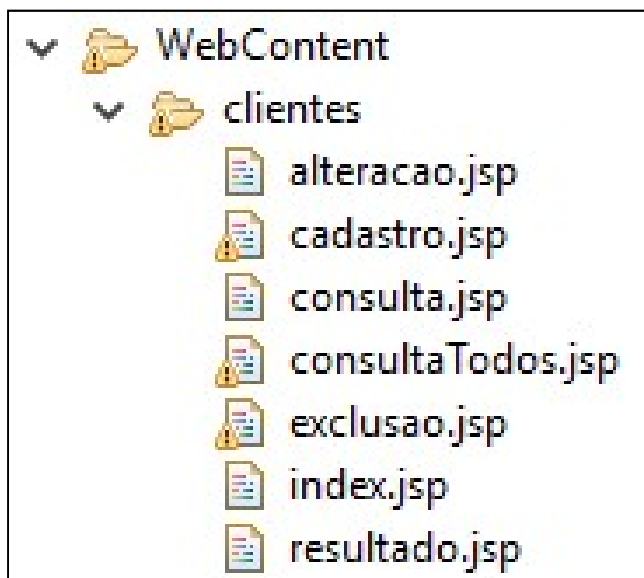 WebContent
clientes
alteracao.jsp
cadastro.jsp
consulta.jsp
consultaTodos.jsp
exclusao.jsp
index.jsp
resultado.jsp